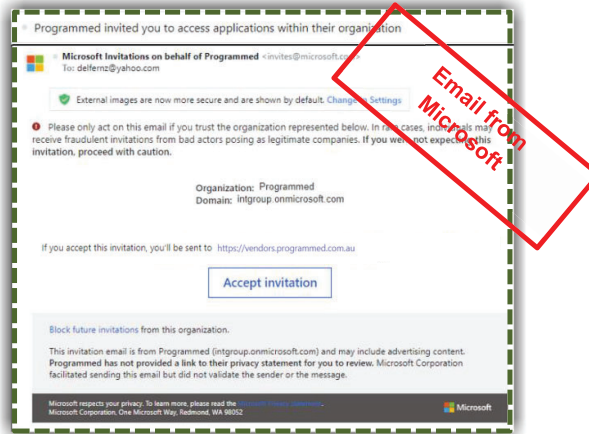 Programmed invited you to access applications within their organization
Microsoft Invitations on behalf of Programmed <invites@microsoft.co
To: delfernz@yahoo.com
External images are now more secure and are shown by default. Change Settings
Please only act on this email if you trust the organization represented below. In rare cases, individuals may
receive fraudulent invitations from bad actors posing as legitimate companies. If you were not expecting this
invitation, proceed with caution.
Email from
Microsoft
Organization: Programmed
Domain: intgroup.onmicrosoft.com
If you accept this invitation, you'll be sent to https://vendors.programmed.com.au
Accept invitation
Block future invitations from this organization.
This invitation email is from Programmed (intgroup.onmicrosoft.com) and may include advertising content.
Programmed has not provided a link to their privacy statement for you to review. Microsoft Corporation
facilitated sending this email but did not validate the sender or the message.
Microsoft respects your privacy. To learn more, please read the Microsoft Privacy Statement.
Microsoft Corporation, One Microsoft Way, Redmond, WA 98052
Microsoft